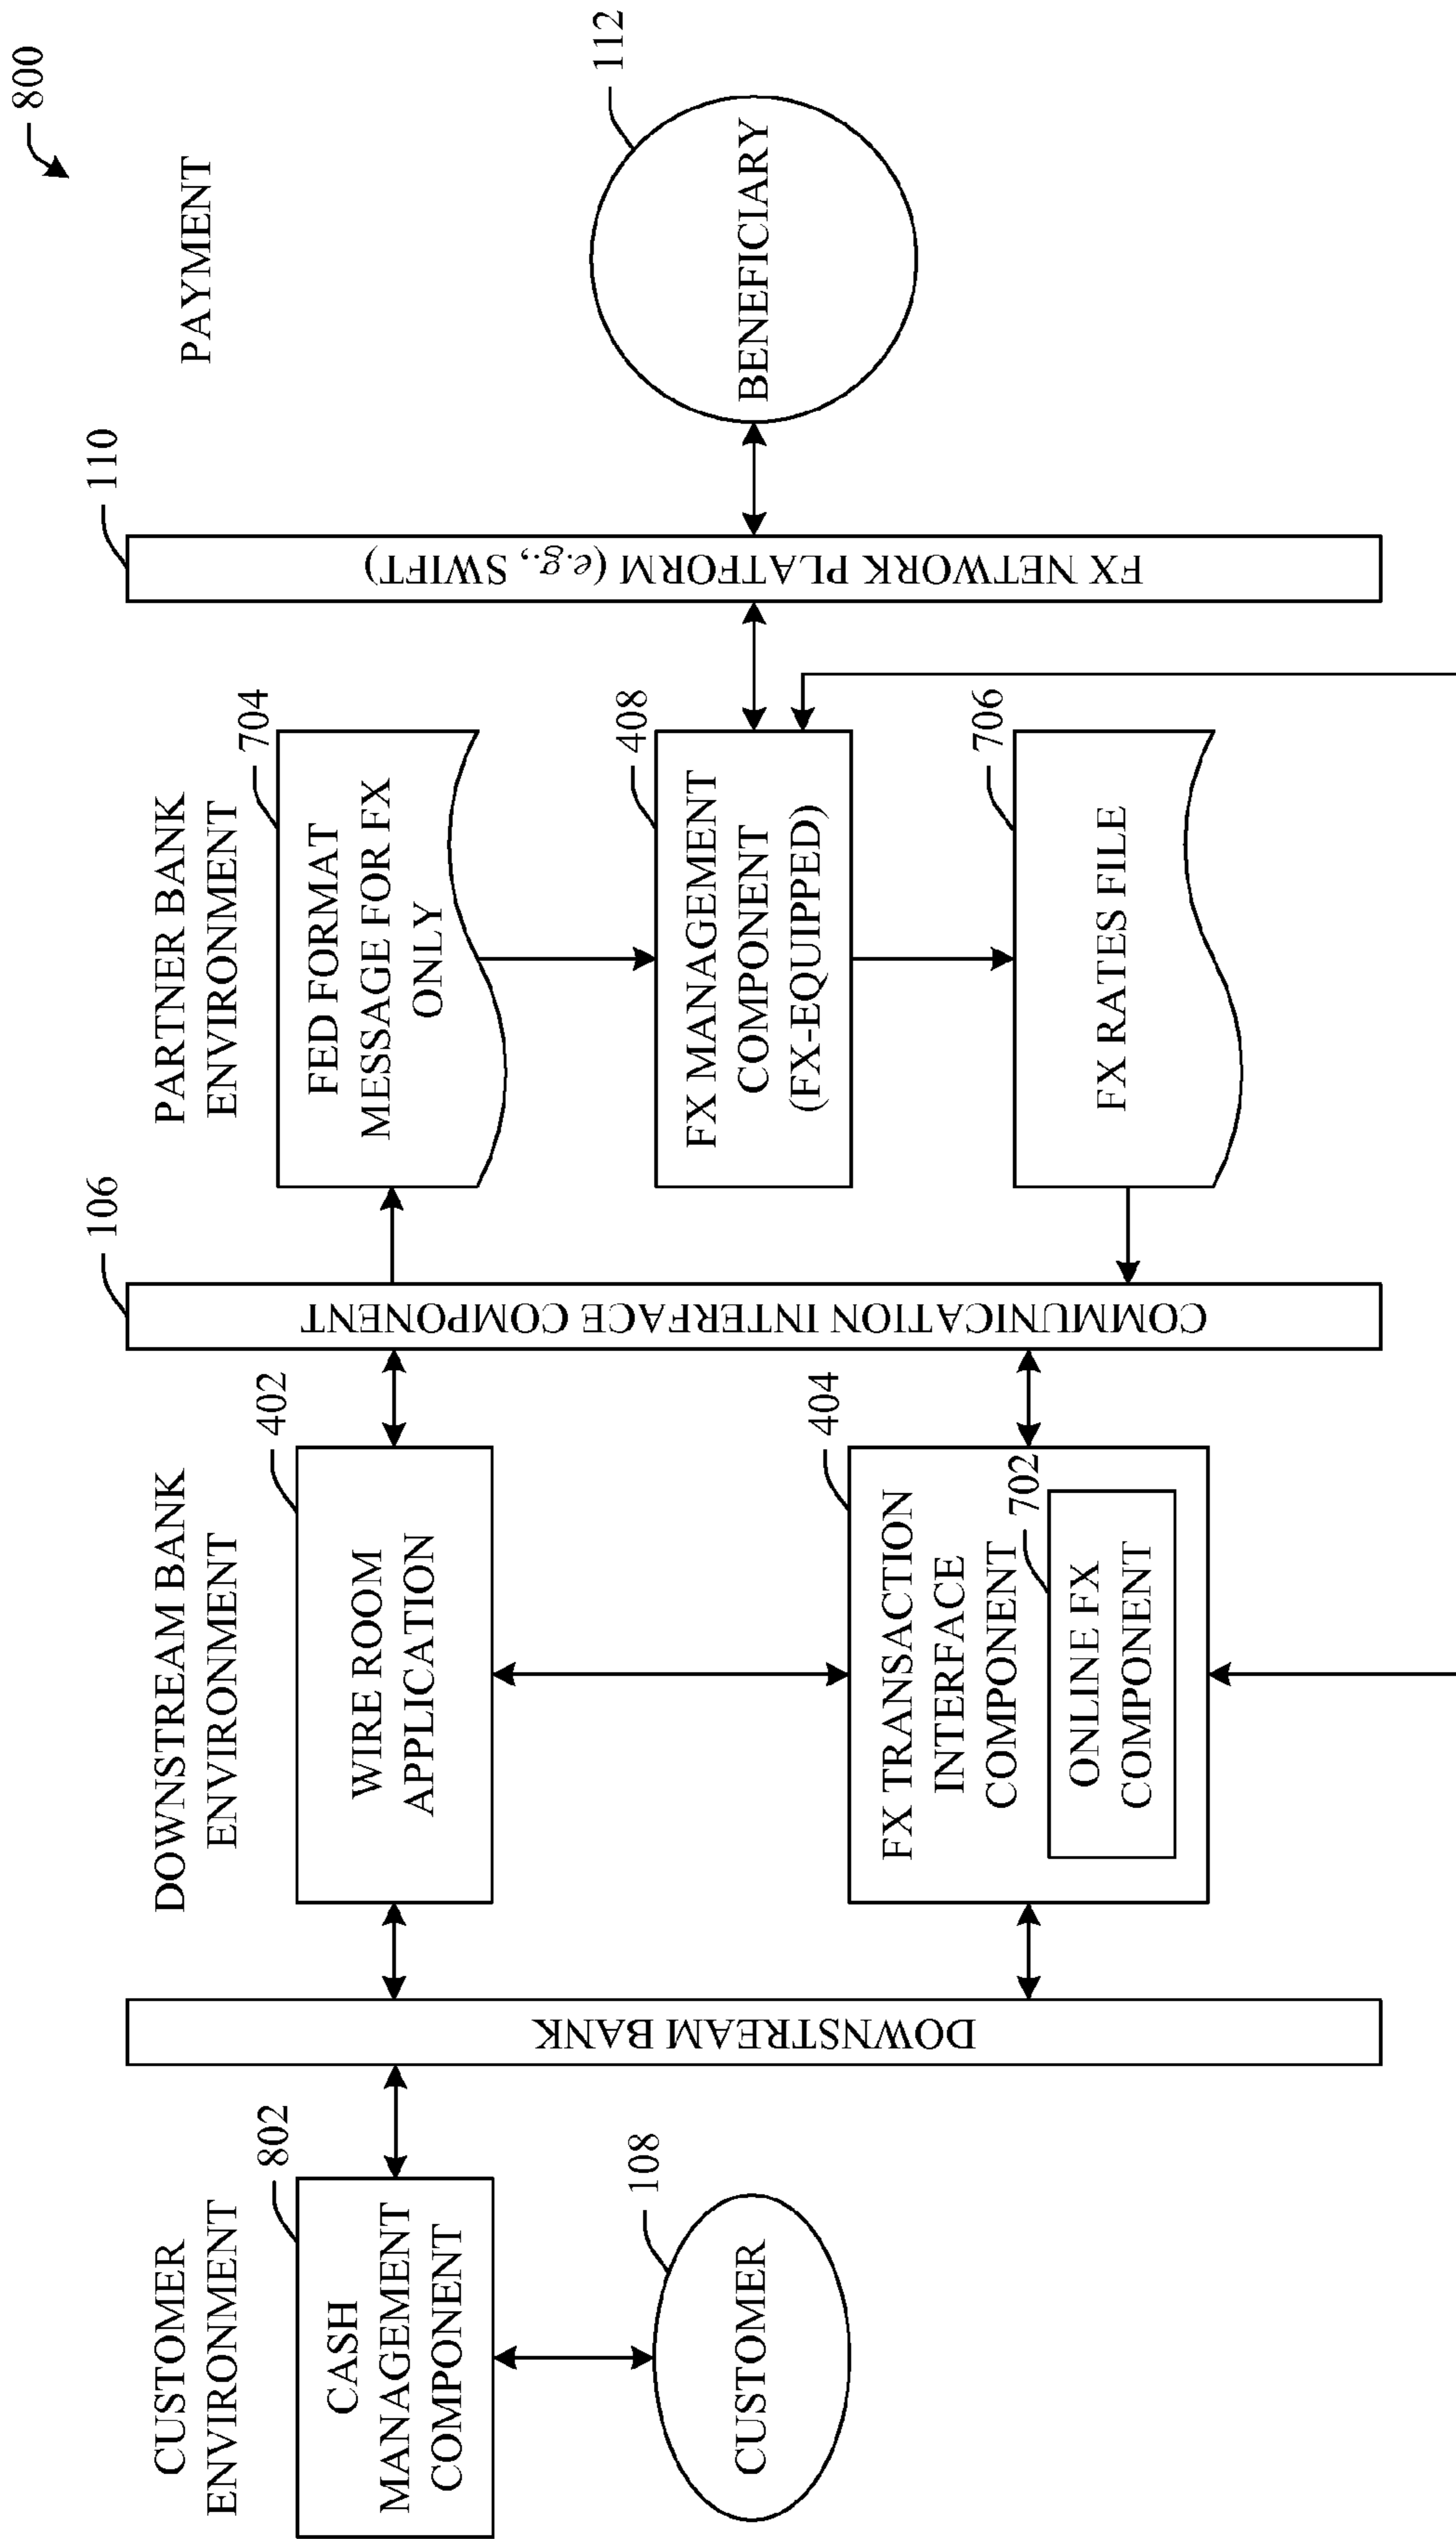 800
CUSTOMER
ENVIRONMENT
802
CASH
MANAGEMENT
COMPONENT
108
CUSTOMER
DOWNSTREAM BANK
DOWNSTREAM BANK
ENVIRONMENT
402
WIRE ROOM
APPLICATION
404
FX TRANSACTION
INTERFACE
COMPONENT
702
ONLINE FX
COMPONENT
106
COMMUNICATION INTERFACE COMPONENT
PARTNER BANK
ENVIRONMENT
704
FED FORMAT
MESSAGE FOR FX
ONLY
408
FX MANAGEMENT
COMPONENT
(FX-EQUIPPED)
706
FX RATES FILE
110
FX NETWORK PLATFORM (e.g., SWIFT)
PAYMENT
112
BENEFICIARY